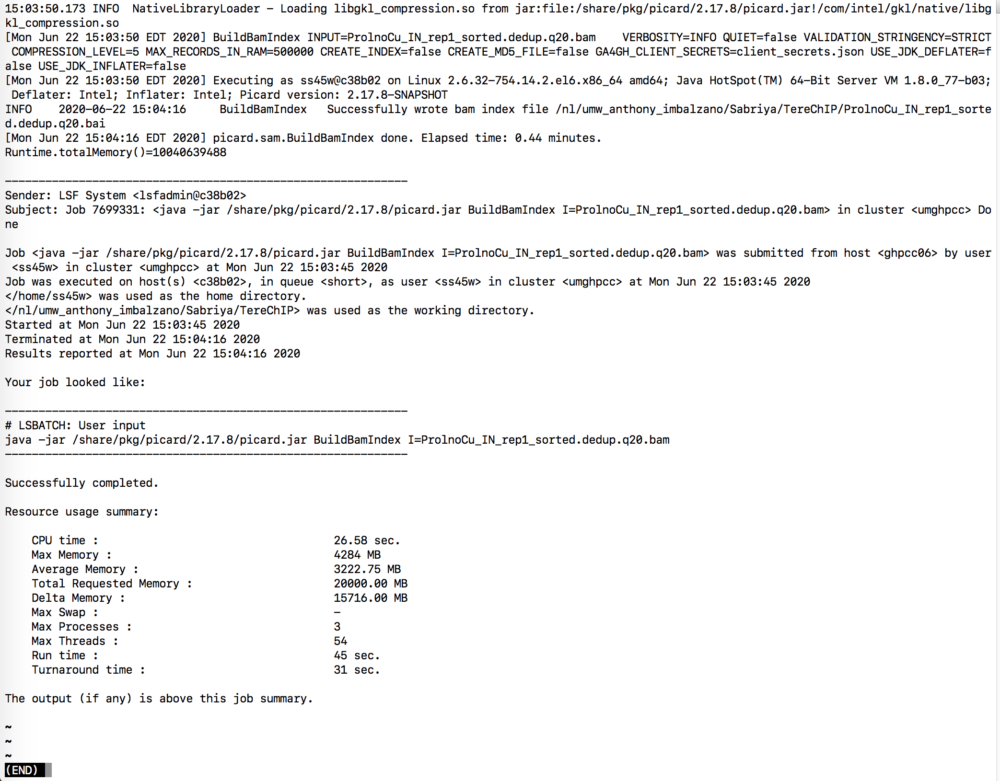 15:03:50.173 INFO  NativeLibraryLoader - Loading libgkl_compression.so from jar:file:/share/pkg/picard/2.17.8/picard.jar!/com/intel/gkl/native/libg
kl_compression.so
[Mon Jun 22 15:03:50 EDT 2020] BuildBamIndex INPUT=ProlnoCu_IN_rep1_sorted.dedup.q20.bam    VERBOSITY=INFO QUIET=false VALIDATION_STRINGENCY=STRICT
 COMPRESSION_LEVEL=5 MAX_RECORDS_IN_RAM=500000 CREATE_INDEX=false CREATE_MD5_FILE=false GA4GH_CLIENT_SECRETS=client_secrets.json USE_JDK_DEFLATER=f
alse USE_JDK_INFLATER=false
[Mon Jun 22 15:03:50 EDT 2020] Executing as ss45w@c38b02 on Linux 2.6.32-754.14.2.el6.x86_64 amd64; Java HotSpot(TM) 64-Bit Server VM 1.8.0_77-b03;
 Deflater: Intel; Inflater: Intel; Picard version: 2.17.8-SNAPSHOT
INFO    2020-06-22 15:04:16     BuildBamIndex   Successfully wrote bam index file /nl/umw_anthony_imbalzano/Sabriya/TereChIP/ProlnoCu_IN_rep1_sorte
d.dedup.q20.bai
[Mon Jun 22 15:04:16 EDT 2020] picard.sam.BuildBamIndex done. Elapsed time: 0.44 minutes.
Runtime.totalMemory()=10040639488
------------------------------------------------------------
Sender: LSF System <lsfadmin@c38b02>
Subject: Job 7699331: <java -jar /share/pkg/picard/2.17.8/picard.jar BuildBamIndex I=ProlnoCu_IN_rep1_sorted.dedup.q20.bam> in cluster <umghpcc> Do
ne
Job <java -jar /share/pkg/picard/2.17.8/picard.jar BuildBamIndex I=ProlnoCu_IN_rep1_sorted.dedup.q20.bam> was submitted from host <ghpcc06> by user
 <ss45w> in cluster <umghpcc> at Mon Jun 22 15:03:45 2020
Job was executed on host(s) <c38b02>, in queue <short>, as user <ss45w> in cluster <umghpcc> at Mon Jun 22 15:03:45 2020
</home/ss45w> was used as the home directory.
</nl/umw_anthony_imbalzano/Sabriya/TereChIP> was used as the working directory.
Started at Mon Jun 22 15:03:45 2020
Terminated at Mon Jun 22 15:04:16 2020
Results reported at Mon Jun 22 15:04:16 2020
Your job looked like:
------------------------------------------------------------
# LSBATCH: User input
java -jar /share/pkg/picard/2.17.8/picard.jar BuildBamIndex I=ProlnoCu_IN_rep1_sorted.dedup.q20.bam
------------------------------------------------------------
Successfully completed.
Resource usage summary:
    CPU time :                                   26.58 sec.
    Max Memory :                                 4284 MB
    Average Memory :                             3222.75 MB
    Total Requested Memory :                     20000.00 MB
    Delta Memory :                               15716.00 MB
    Max Swap :                                   -
    Max Processes :                              3
    Max Threads :                                54
    Run time :                                   45 sec.
    Turnaround time :                            31 sec.
The output (if any) is above this job summary.
~
~
~
(END)